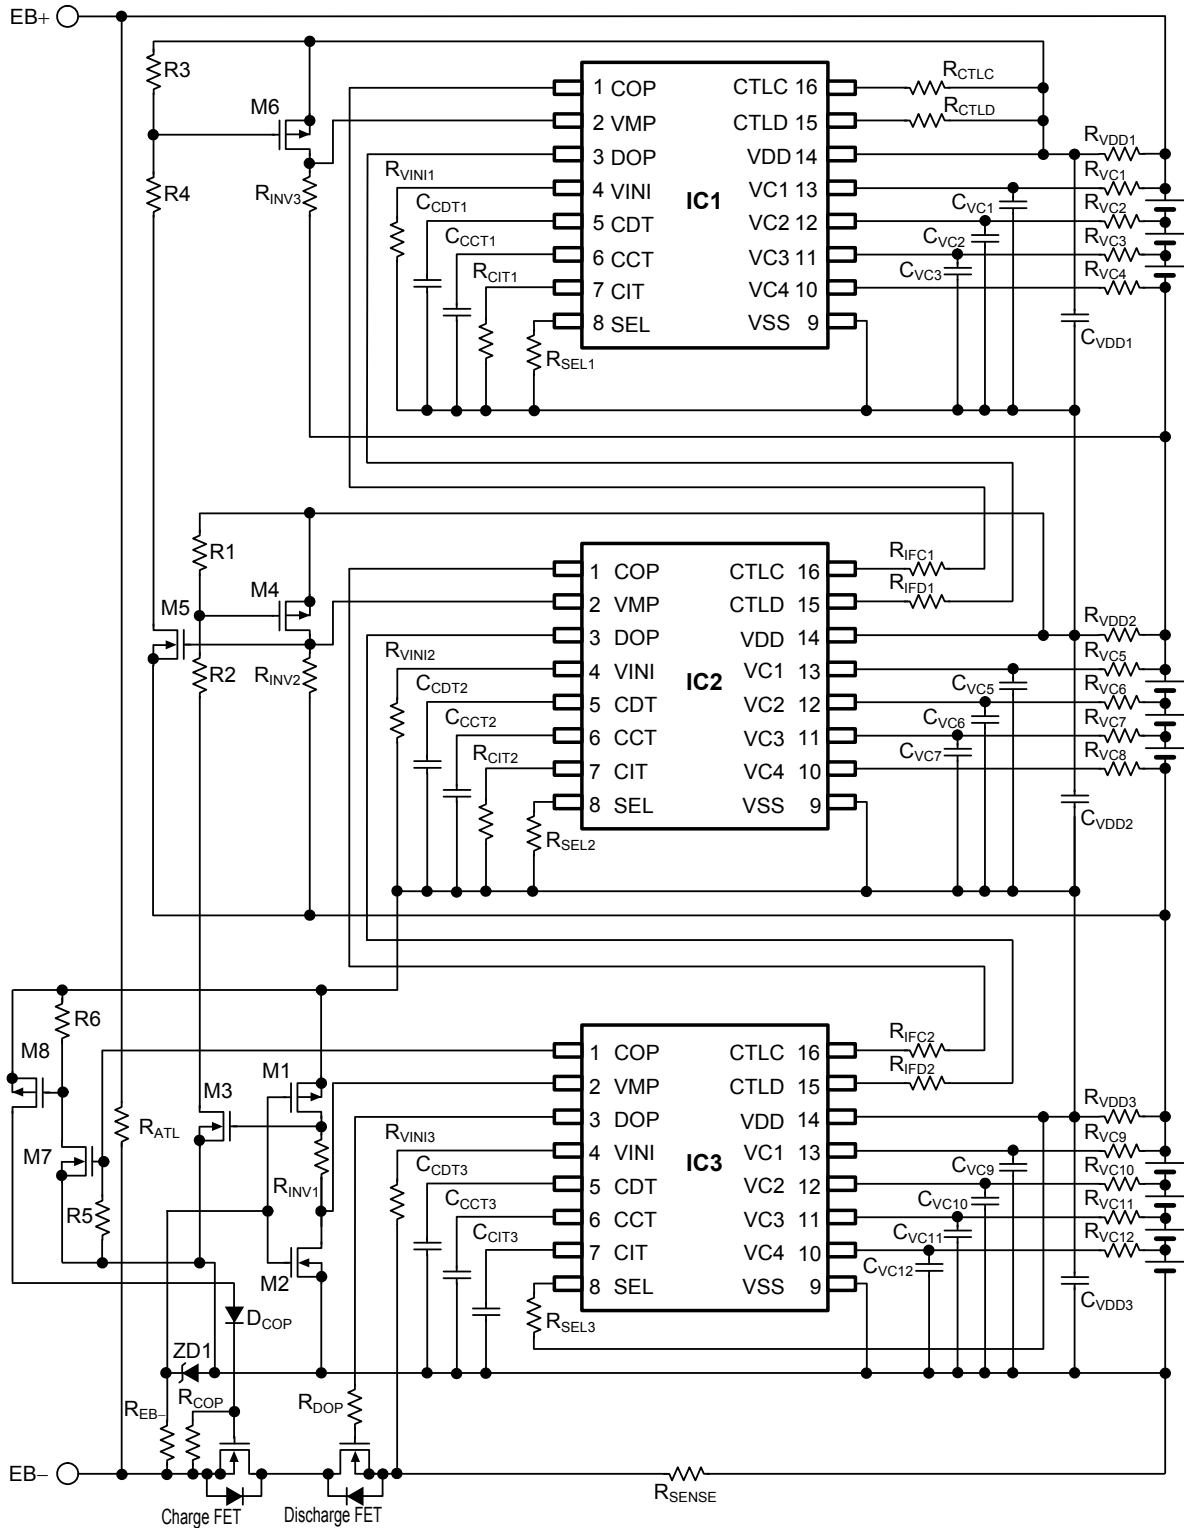 EB+
R3
M6
R4
RINV3
RVINI1
CCDT1
CCCT1
RCIT1
RSEL1
1 COP
2 VMP
3 DOP
4 VINI
5 CDT
6 CCT
7 CIT
8 SEL
IC1
CTLC 16
CTLD 15
VDD 14
VC1 13
VC2 12
VC3 11
VC4 10
VSS 9
RCTLC
RCTLD
RVDD1
RVC1
RVC2
RVC3
RVC4
CVC1
CVC2
CVC3
CVDD1
R1
M4
M5
R2
RINV2
RVINI2
CCDT2
CCCT2
RCIT2
RSEL2
1 COP
2 VMP
3 DOP
4 VINI
5 CDT
6 CCT
7 CIT
8 SEL
IC2
CTLC 16
CTLD 15
VDD 14
VC1 13
VC2 12
VC3 11
VC4 10
VSS 9
RIFC1
RIFD1
RVDD2
RVC5
RVC6
RVC7
RVC8
CVC5
CVC6
CVC7
CVDD2
R6
M8
M1
M3
RATL
M7
RINV1
R5
M2
DCOP
ZD1
RVINI3
CCDT3
CCCT3
CCIT3
RSEL3
1 COP
2 VMP
3 DOP
4 VINI
5 CDT
6 CCT
7 CIT
8 SEL
IC3
CTLC 16
CTLD 15
VDD 14
VC1 13
VC2 12
VC3 11
VC4 10
VSS 9
RIFC2
RIFD2
RVDD3
RVC9
RVC10
RVC11
RVC12
CVC9
CVC10
CVC11
CVC12
CVDD3
REB−
RCOP
RDOP
EB−
RSENSE
Charge FET
Discharge FET